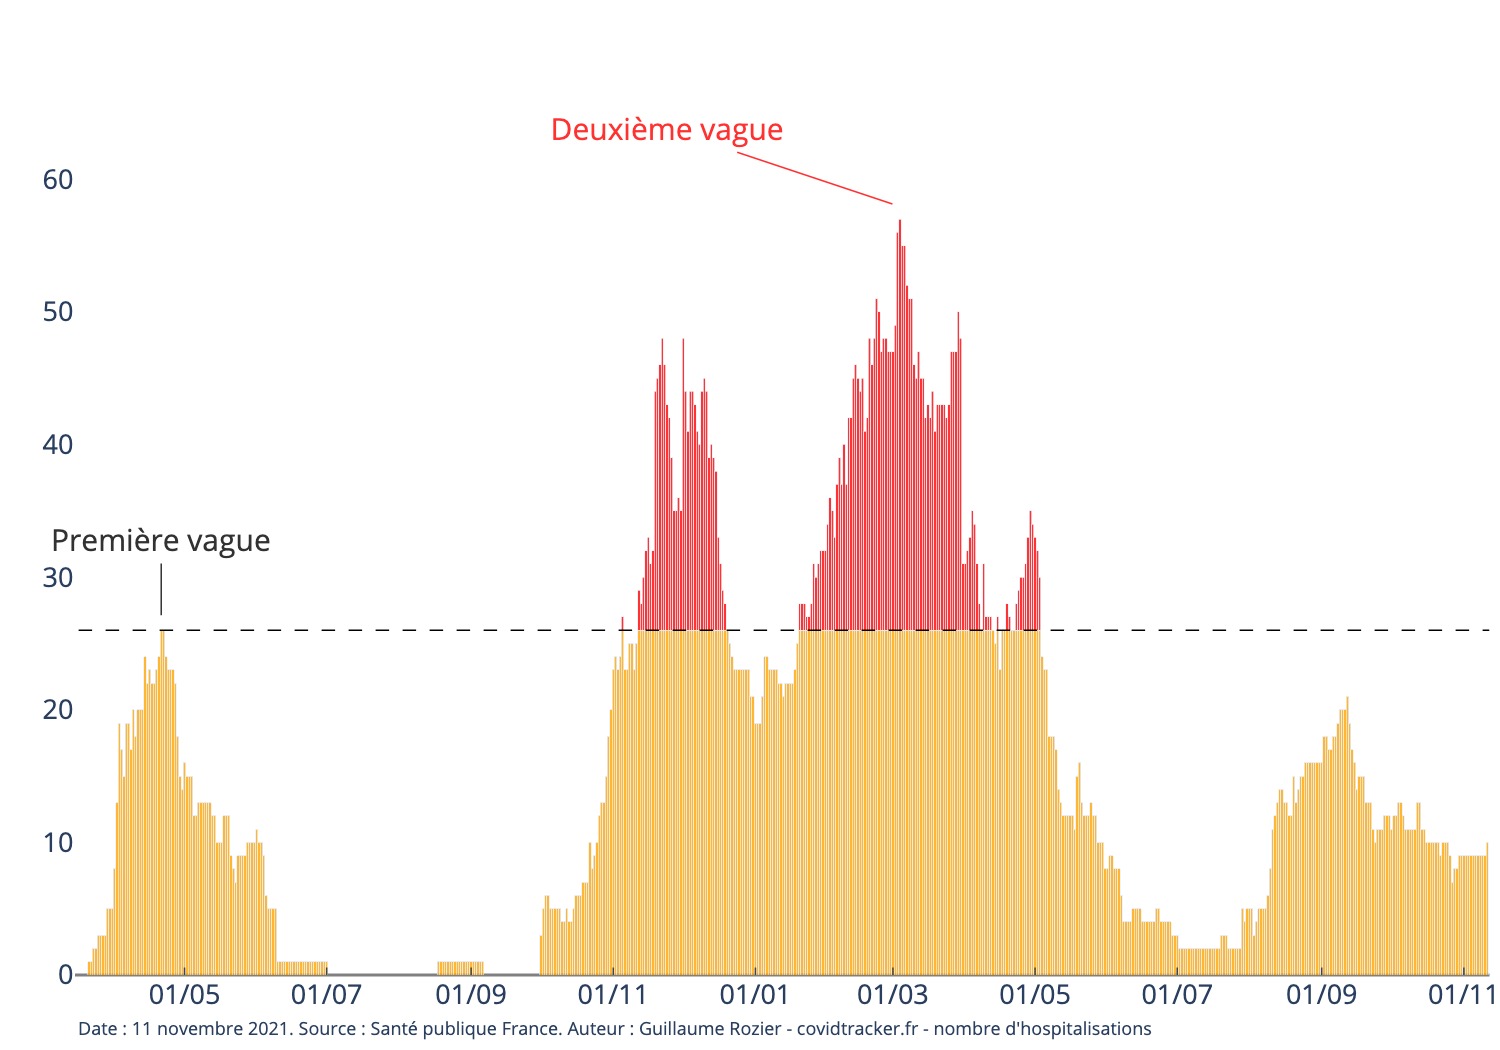 Deuxième vague
60
50
40
Première vague
30
20
10
0
01/05 01/07 01/09 01/11 01/01 01/03 01/05 01/07 01/09 01/11
Date : 11 novembre 2021. Source : Santé publique France. Auteur : Guillaume Rozier - covidtracker.fr - nombre d'hospitalisations